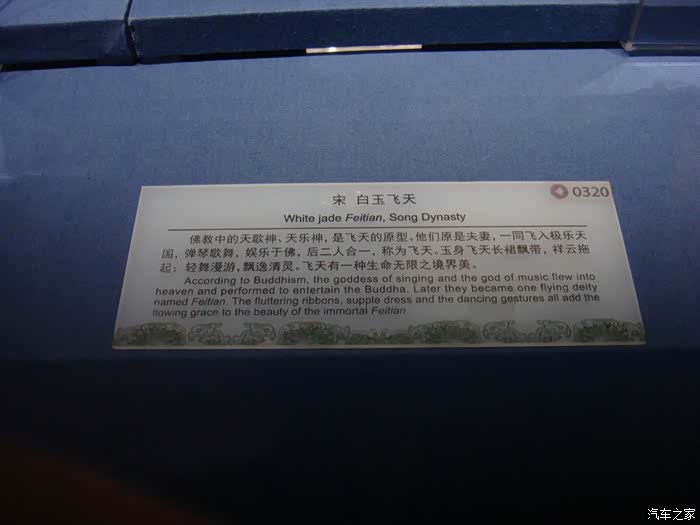 宋 白玉飞天
0320
White jade Feitian, Song Dynasty
佛教中的天歌神、天乐神，是飞天的原型。他们原是夫妻，一同飞入极乐天
国，弹琴歌舞，娱乐于佛，后二人合一，称为飞天。玉身飞天长裙飘带，祥云拖
起；轻舞漫游，飘逸清灵。飞天有一种生命无限之境界美。
According to Buddhism, the goddess of singing and the god of music flew into
heaven and performed to entertain the Buddha. Later they became one flying deity
named Feitian. The fluttering ribbons, supple dress and the dancing gestures all add the
flowing grace to the beauty of the immortal Feitian
汽车之家